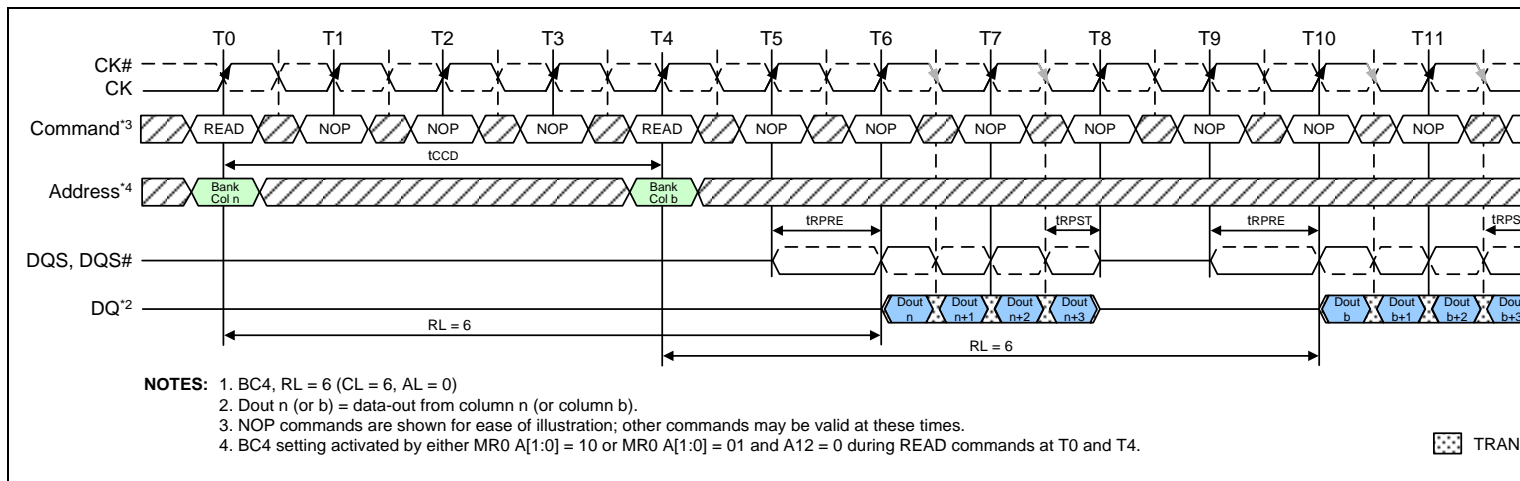 T0 T1 T2 T3 T4 T5 T6 T7 T8 T9 T10 T11
CK#
CK
Command*3 READ NOP NOP NOP READ NOP NOP NOP NOP NOP NOP NOP
tCCD
Address*4 Bank Col n Bank Col b
tRPRE tRPST tRPRE tRPS
DQS, DQS#
DQ*2 Dout n Dout n+1 Dout n+2 Dout n+3 Dout b Dout b+1 Dout b+2 Dout b+3
RL = 6
RL = 6
NOTES: 1. BC4, RL = 6 (CL = 6, AL = 0)
2. Dout n (or b) = data-out from column n (or column b).
3. NOP commands are shown for ease of illustration; other commands may be valid at these times.
4. BC4 setting activated by either MR0 A[1:0] = 10 or MR0 A[1:0] = 01 and A12 = 0 during READ commands at T0 and T4.
TRAN